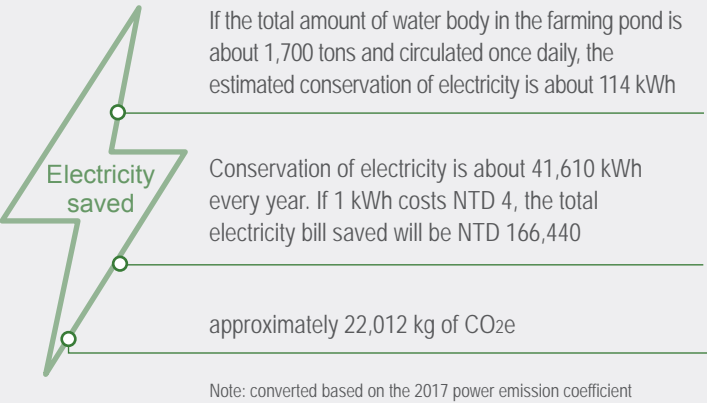 If the total amount of water body in the farming pond is
about 1,700 tons and circulated once daily, the
estimated conservation of electricity is about 114 kWh
Electricity
saved
Conservation of electricity is about 41,610 kWh
every year. If 1 kWh costs NTD 4, the total
electricity bill saved will be NTD 166,440
approximately 22,012 kg of CO2e
Note: converted based on the 2017 power emission coefficient